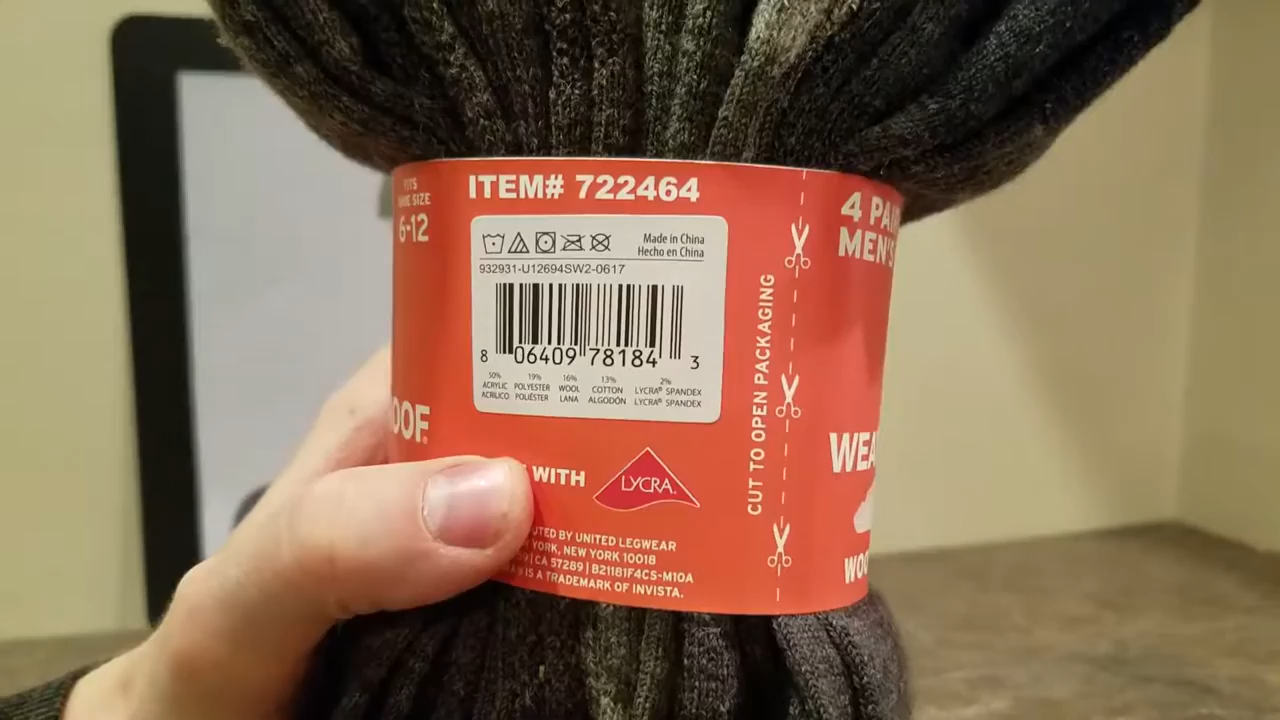 ITEM# 722464
SIZE
6-12
Made in China
Hecho en China
932931-U12694SW2-0617
8 06409 78184 3
50% 19% 16% 13% 2%
ACRYLIC POLYESTER WOOL COTTON LYCRA® SPANDEX
ACRILICO POLIÉSTER LANA ALGODÓN LYCRA® SPANDEX
OOF®
WITH
LYCRA®
UTED BY UNITED LEGWEAR
YORK, NEW YORK 10018
CA 57289 | B21181F4CS-M10A
IS A TRADEMARK OF INVISTA.
CUT TO OPEN PACKAGING
4 PAI
MEN'S
WEA
WOO